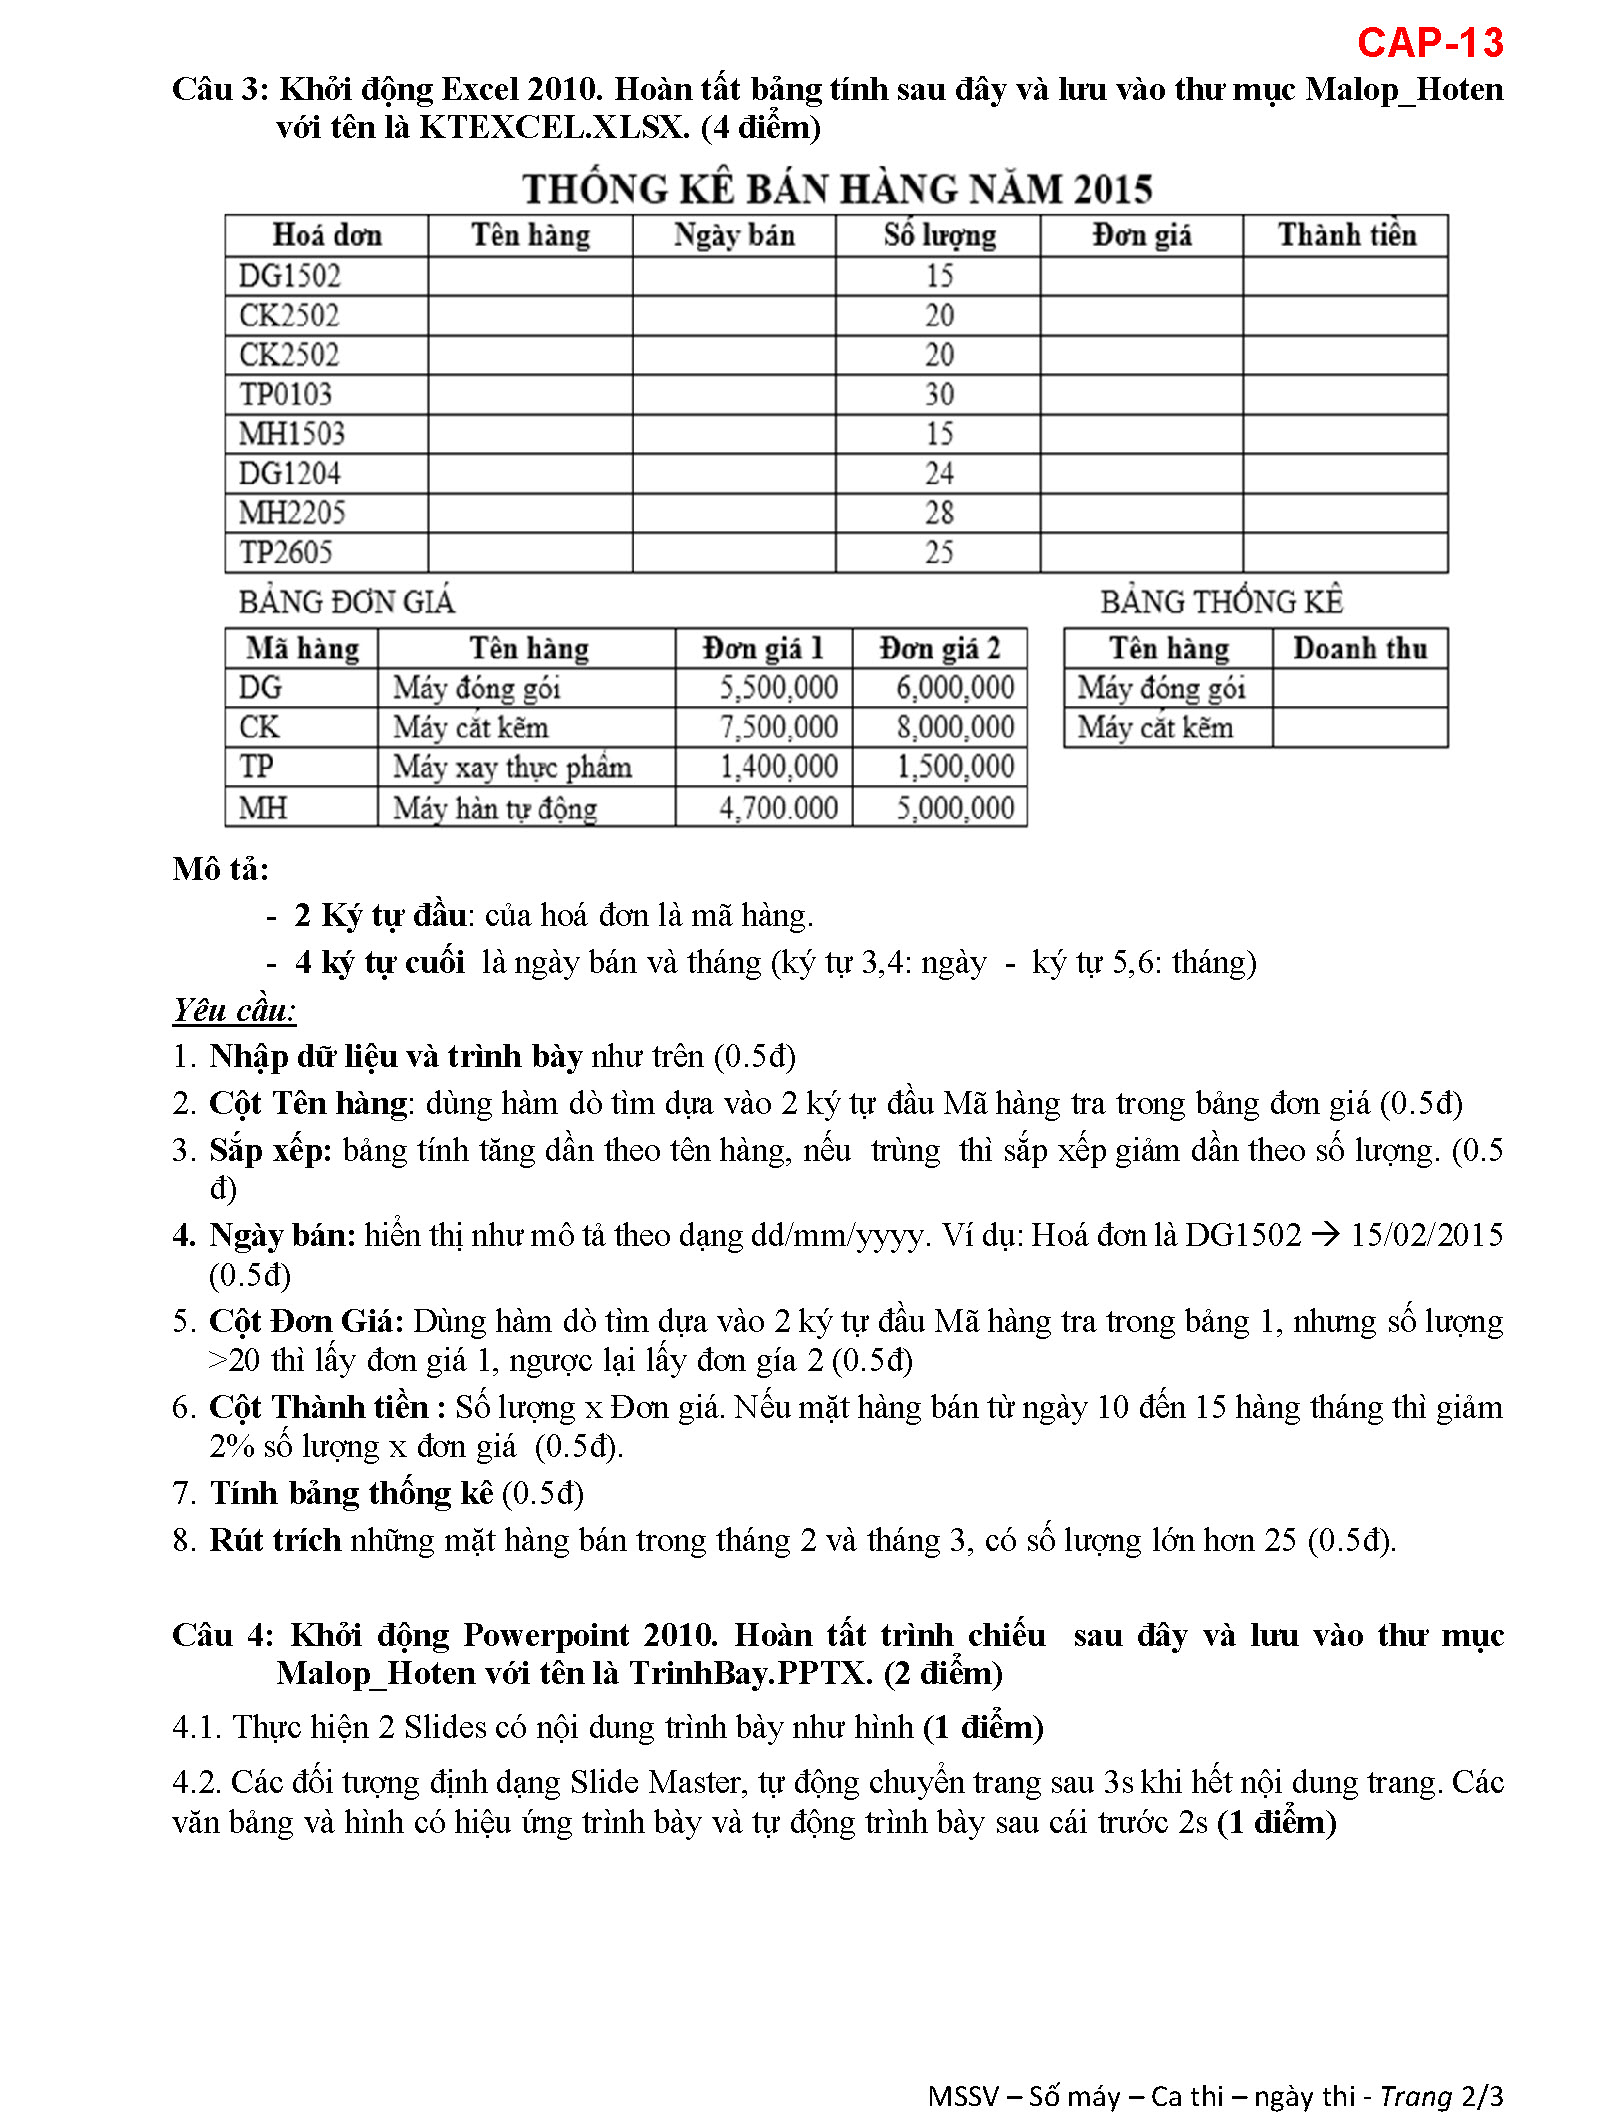 CAP-13
Câu 3: Khởi động Excel 2010. Hoàn tất bảng tính sau đây và lưu vào thư mục Malop_Hoten
với tên là KTEXCEL.XLSX. (4 điểm)
THỐNG KÊ BÁN HÀNG NĂM 2015
Hoá dơn Tên hàng Ngày bán Số lượng Đơn giá Thành tiền
DG1502 15
CK2502 20
CK2502 20
TP0103 30
MH1503 15
DG1204 24
MH2205 28
TP2605 25
BẢNG ĐƠN GIÁ BẢNG THỐNG KÊ
Mã hàng Tên hàng Đơn giá 1 Đơn giá 2 Tên hàng Doanh thu
DG Máy đóng gói 5,500,000 6,000,000 Máy đóng gói
CK Máy cắt kẽm 7,500,000 8,000,000 Máy cắt kẽm
TP Máy xay thực phẩm 1,400,000 1,500,000
MH Máy hàn tự động 4,700.000 5,000,000
Mô tả:
- 2 Ký tự đầu: của hoá đơn là mã hàng.
- 4 ký tự cuối là ngày bán và tháng (ký tự 3,4: ngày - ký tự 5,6: tháng)
Yêu cầu:
1. Nhập dữ liệu và trình bày như trên (0.5đ)
2. Cột Tên hàng: dùng hàm dò tìm dựa vào 2 ký tự đầu Mã hàng tra trong bảng đơn giá (0.5đ)
3. Sắp xếp: bảng tính tăng dần theo tên hàng, nếu trùng thì sắp xếp giảm dần theo số lượng. (0.5
đ)
4. Ngày bán: hiển thị như mô tả theo dạng dd/mm/yyyy. Ví dụ: Hoá đơn là DG1502 → 15/02/2015
(0.5đ)
5. Cột Đơn Giá: Dùng hàm dò tìm dựa vào 2 ký tự đầu Mã hàng tra trong bảng 1, nhưng số lượng
>20 thì lấy đơn giá 1, ngược lại lấy đơn gía 2 (0.5đ)
6. Cột Thành tiền : Số lượng x Đơn giá. Nếu mặt hàng bán từ ngày 10 đến 15 hàng tháng thì giảm
2% số lượng x đơn giá (0.5đ).
7. Tính bảng thống kê (0.5đ)
8. Rút trích những mặt hàng bán trong tháng 2 và tháng 3, có số lượng lớn hơn 25 (0.5đ).
Câu 4: Khởi động Powerpoint 2010. Hoàn tất trình chiếu sau đây và lưu vào thư mục
Malop_Hoten với tên là TrinhBay.PPTX. (2 điểm)
4.1. Thực hiện 2 Slides có nội dung trình bày như hình (1 điểm)
4.2. Các đối tượng định dạng Slide Master, tự động chuyển trang sau 3s khi hết nội dung trang. Các
văn bảng và hình có hiệu ứng trình bày và tự động trình bày sau cái trước 2s (1 điểm)
MSSV – Số máy – Ca thi – ngày thi - Trang 2/3